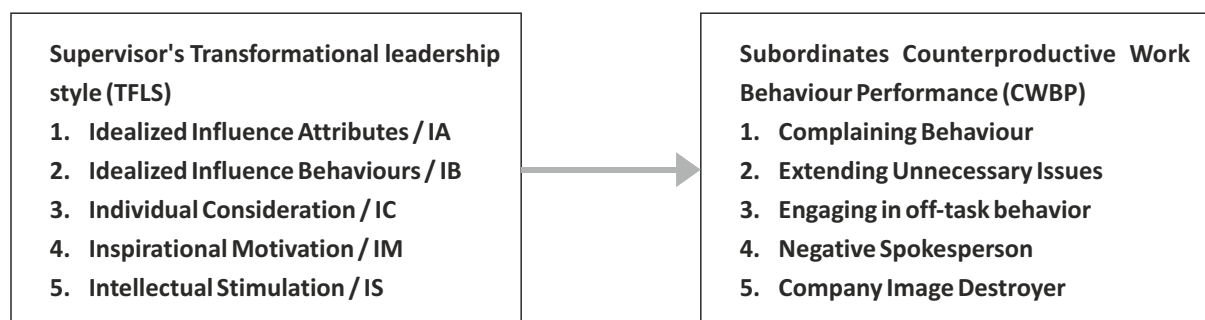 Supervisor's Transformational leadership
style (TFLS)
1. Idealized Influence Attributes / IA
2. Idealized Influence Behaviours / IB
3. Individual Consideration / IC
4. Inspirational Motivation / IM
5. Intellectual Stimulation / IS
Subordinates Counterproductive Work
Behaviour Performance (CWBP)
1. Complaining Behaviour
2. Extending Unnecessary Issues
3. Engaging in off-task behavior
4. Negative Spokesperson
5. Company Image Destroyer